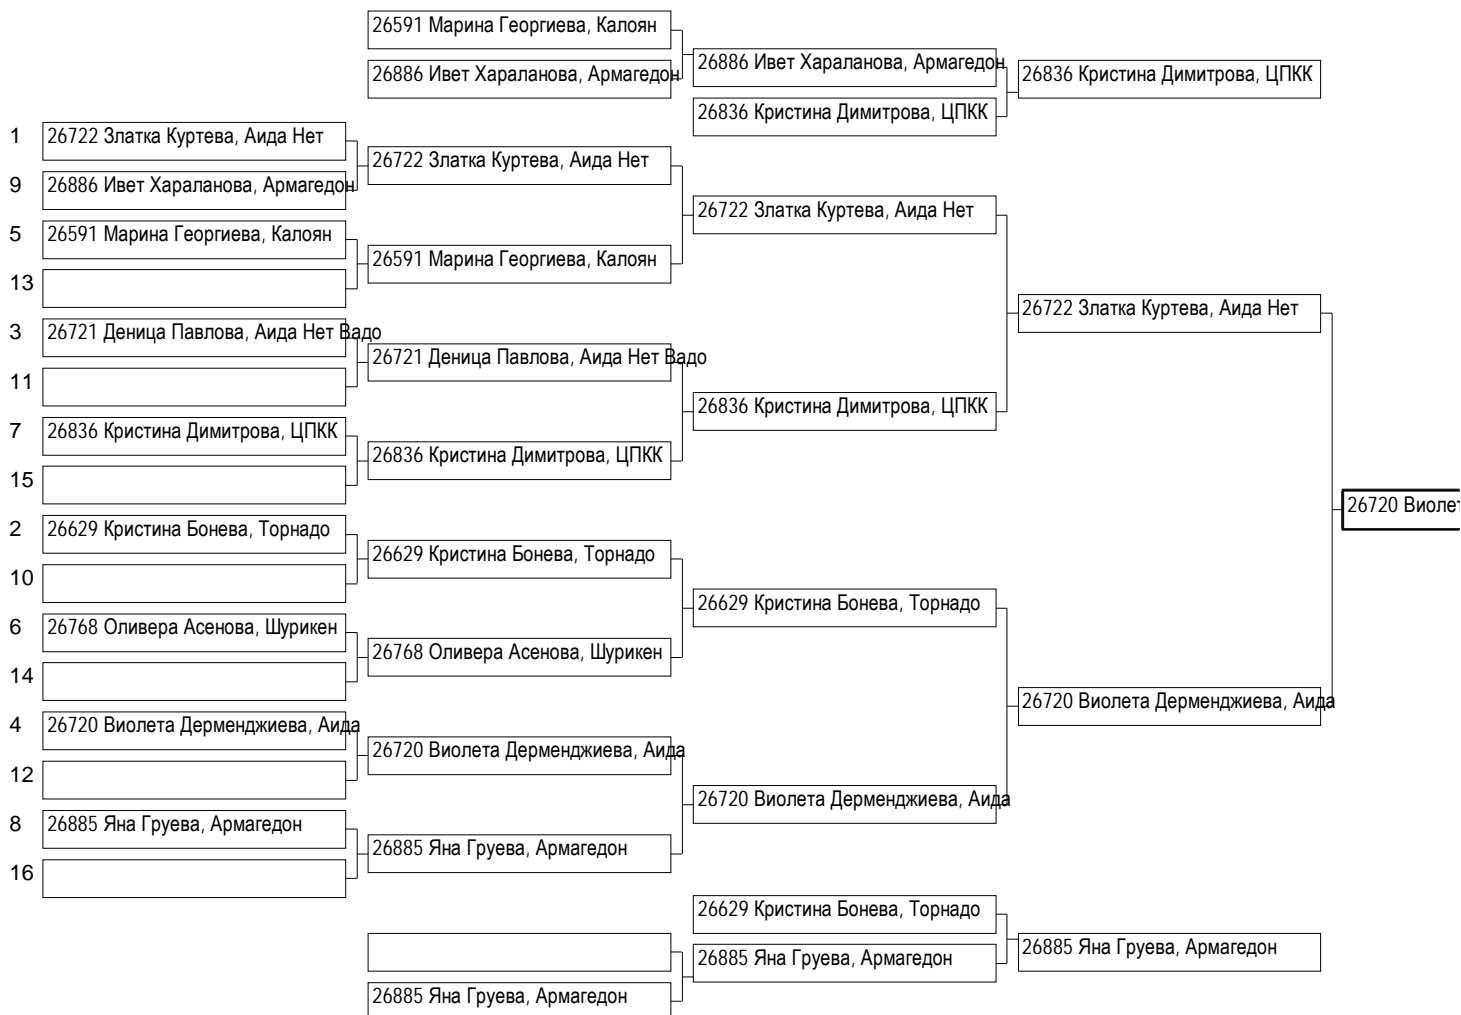 26591 Марина Георгиева, Калоян
26886 Ивет Хараланова, Армагедон
26886 Ивет Хараланова, Армагедон
26836 Кристина Димитрова, ЦПКК
26836 Кристина Димитрова, ЦПКК
1 26722 Златка Куртева, Аида Нет
9 26886 Ивет Хараланова, Армагедон
5 26591 Марина Георгиева, Калоян
13
3 26721 Деница Павлова, Аида Нет Вадо
11
7 26836 Кристина Димитрова, ЦПКК
15
2 26629 Кристина Бонева, Торнадо
10
6 26768 Оливера Асенова, Шурикен
14
4 26720 Виолета Дерменджиева, Аида
12
8 26885 Яна Груева, Армагедон
16
26722 Златка Куртева, Аида Нет
26591 Марина Георгиева, Калоян
26721 Деница Павлова, Аида Нет Вадо
26836 Кристина Димитрова, ЦПКК
26629 Кристина Бонева, Торнадо
26768 Оливера Асенова, Шурикен
26720 Виолета Дерменджиева, Аида
26885 Яна Груева, Армагедон
26722 Златка Куртева, Аида Нет
26836 Кристина Димитрова, ЦПКК
26629 Кристина Бонева, Торнадо
26720 Виолета Дерменджиева, Аида
26722 Златка Куртева, Аида Нет
26720 Виолета Дерменджиева, Аида
26720 Виолет
26629 Кристина Бонева, Торнадо
26885 Яна Груева, Армагедон
26885 Яна Груева, Армагедон
26885 Яна Груева, Армагедон